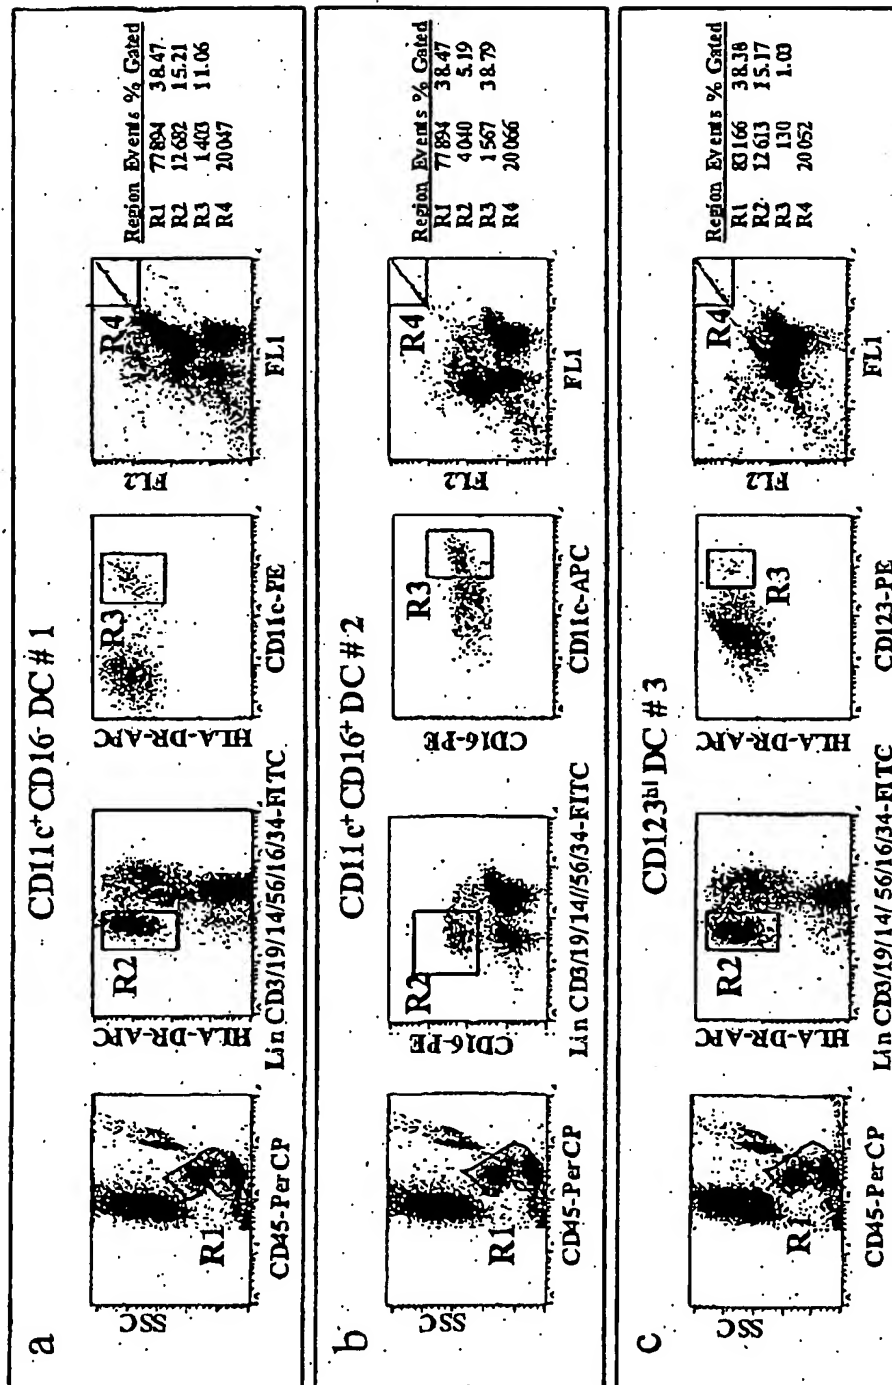 a
CD11c+ CD16- DC # 1
SSC
CD45-PerCP
R1
HLA-DR-APC
Lin CD3/19/14/56/16/34-FITC
R2
HLA-DR-APC
CD11c-PE
R3
FL2
FL1
R4
Region Events % Gated
R1 77894 38.47
R2 12682 15.21
R3 1403 11.06
R4 20047
b
CD11c+ CD16+ DC # 2
SSC
CD45-PerCP
R1
CD16-PE
Lin CD3/19/14//56/34-FITC
R2
CD16-PE
CD11c-APC
R3
FL2
FL1
R4
Region Events % Gated
R1 77894 38.47
R2 4040 5.19
R3 1567 38.79
R4 20066
c
CD123hi DC # 3
SSC
CD45-PerCP
R1
HLA-DR-APC
Lin CD3/19/14/ 56/16/34-FITC
R2
HLA-DR-APC
CD123-PE
R3
FL2
FL1
R4
Region Events % Gated
R1 83166 38.38
R2 12613 15.17
R3 130 1.03
R4 20052